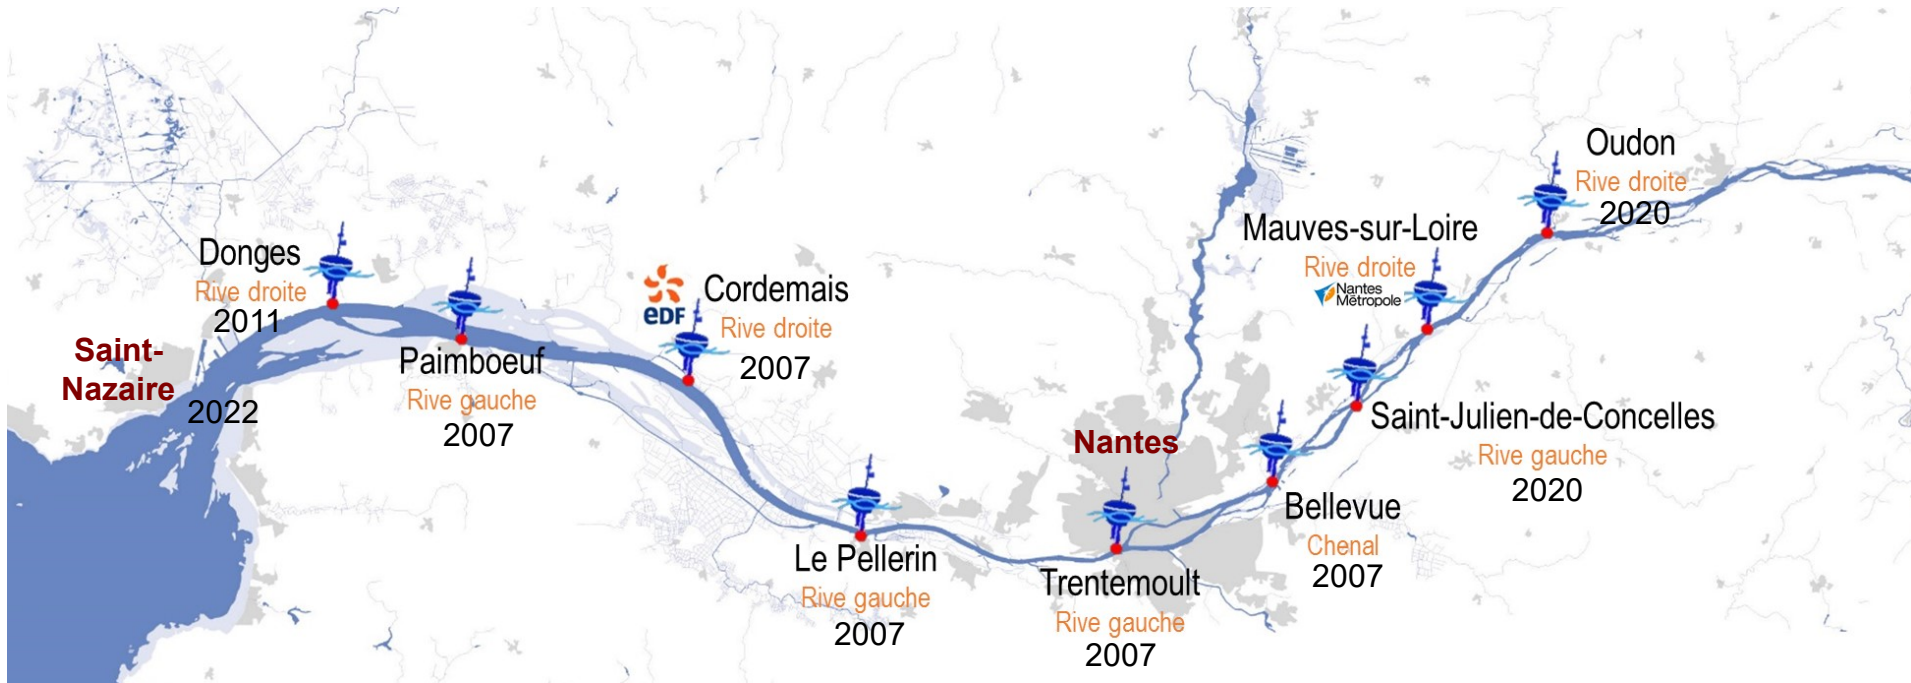 Donges
Rive droite
2011
Saint-
Nazaire
2022
Paimboeuf
Rive gauche
2007
eDF
Cordemais
Rive droite
2007
Le Pellerin
Rive gauche
2007
Nantes
Trentemoult
Rive gauche
2007
Bellevue
Chenal
2007
Saint-Julien-de-Concelles
Rive gauche
2020
Mauves-sur-Loire
Rive droite
Nantes
Métropole
Oudon
Rive droite
2020